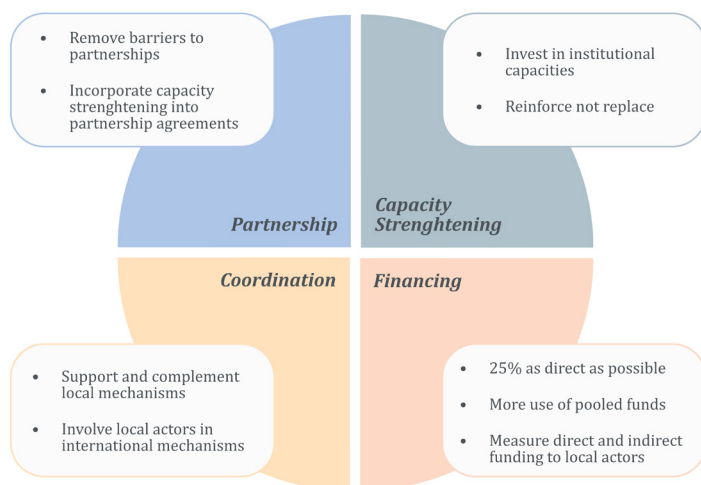 • Remove barriers to
partnerships
• Incorporate capacity
strenghtening into
partnership agreements
Partnership
• Invest in institutional
capacities
• Reinforce not replace
Capacity
Strenghtening
Coordination
• Support and complement
local mechanisms
• Involve local actors in
international mechanisms
Financing
• 25% as direct as possible
• More use of pooled funds
• Measure direct and indirect
funding to local actors